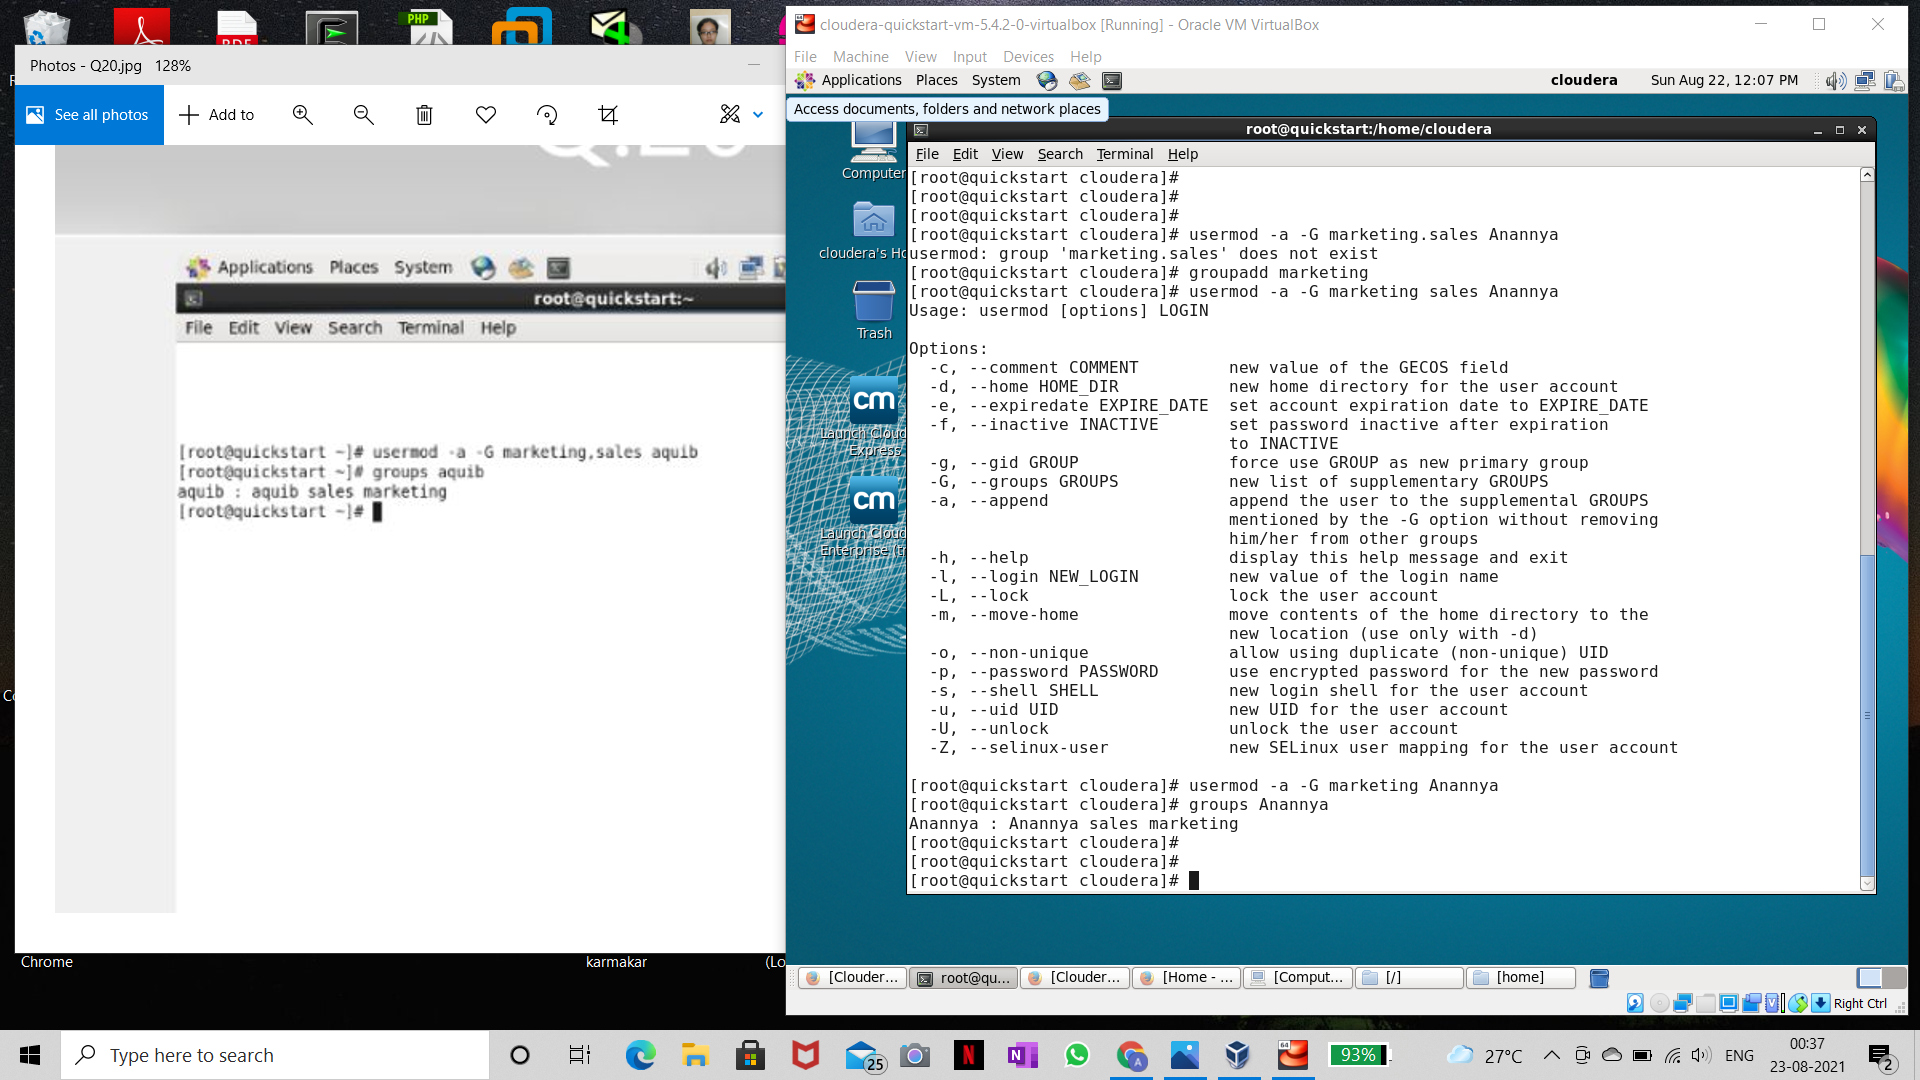 PHP
Photos - Q20.jpg 128%
See all photos
Add to
Applications Places System
root@quickstart:~
File Edit View Search Terminal Help
[root@quickstart ~]# usermod -a -G marketing,sales aquib
[root@quickstart ~]# groups aquib
aquib : aquib sales marketing
[root@quickstart ~]#
Chrome
karmakar
(Lo
cloudera-quickstart-vm-5.4.2-0-virtualbox [Running] - Oracle VM VirtualBox
File Machine View Input Devices Help
Applications Places System
cloudera Sun Aug 22, 12:07 PM
Access documents, folders and network places
Computer
cloudera's Ho
Trash
cm
Launch Cloud
Express
cm
Launch Cloud
Enterprise (tr
root@quickstart:/home/cloudera
File Edit View Search Terminal Help
[root@quickstart cloudera]#
[root@quickstart cloudera]#
[root@quickstart cloudera]#
[root@quickstart cloudera]# usermod -a -G marketing.sales Anannya
usermod: group 'marketing.sales' does not exist
[root@quickstart cloudera]# groupadd marketing
[root@quickstart cloudera]# usermod -a -G marketing sales Anannya
Usage: usermod [options] LOGIN
Options:
-c, --comment COMMENT new value of the GECOS field
-d, --home HOME_DIR new home directory for the user account
-e, --expiredate EXPIRE_DATE set account expiration date to EXPIRE_DATE
-f, --inactive INACTIVE set password inactive after expiration
to INACTIVE
-g, --gid GROUP force use GROUP as new primary group
-G, --groups GROUPS new list of supplementary GROUPS
-a, --append append the user to the supplemental GROUPS
mentioned by the -G option without removing
him/her from other groups
-h, --help display this help message and exit
-l, --login NEW_LOGIN new value of the login name
-L, --lock lock the user account
-m, --move-home move contents of the home directory to the
new location (use only with -d)
-o, --non-unique allow using duplicate (non-unique) UID
-p, --password PASSWORD use encrypted password for the new password
-s, --shell SHELL new login shell for the user account
-u, --uid UID new UID for the user account
-U, --unlock unlock the user account
-Z, --selinux-user new SELinux user mapping for the user account
[root@quickstart cloudera]# usermod -a -G marketing Anannya
[root@quickstart cloudera]# groups Anannya
Anannya : Anannya sales marketing
[root@quickstart cloudera]#
[root@quickstart cloudera]#
[root@quickstart cloudera]#
[Clouder... root@qu... [Clouder... [Home - ... [Comput... [/] [home]
Right Ctrl
Type here to search
25
93%
27°C
ENG
00:37
23-08-2021
2